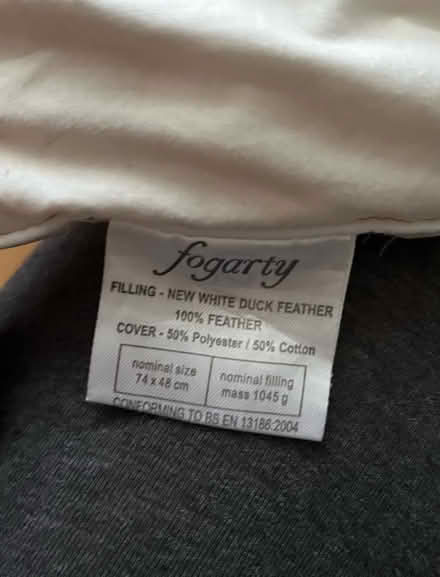 fogarty
FILLING - NEW WHITE DUCK FEATHER
100% FEATHER
COVER - 50% Polyester / 50% Cotton
nominal size
74 x 48 cm
nominal filling
mass 1045 g
CONFORMING TO BS EN 13186:2004